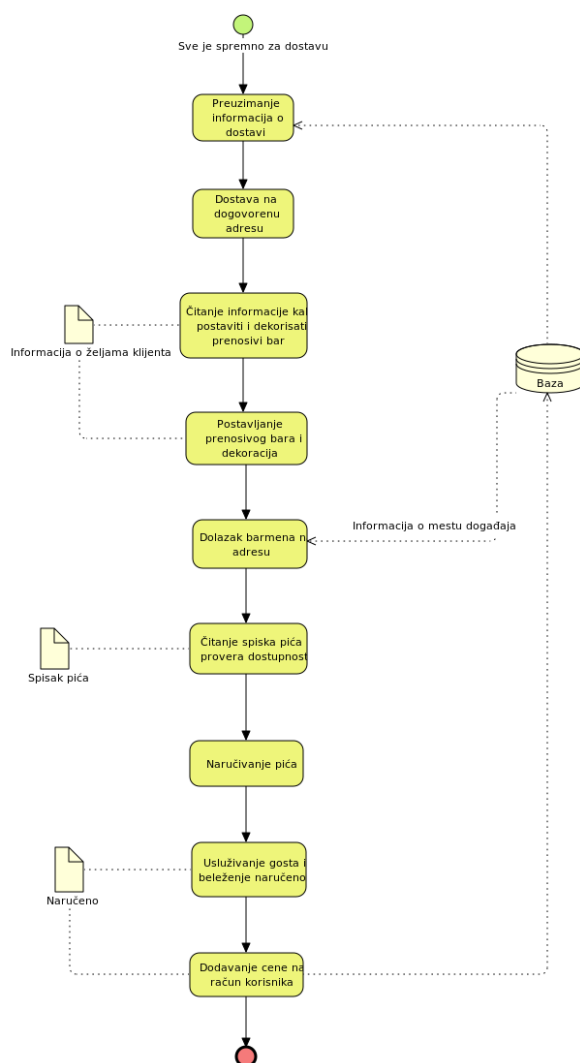 Sve je spremno za dostavu
Preuzimanje
informacija o
dostavi
Dostava na
dogovorenu
adresu
Čitanje informacije kal
postaviti i dekorisati
prenosivi bar
Informacija o željama klijenta
Baza
Postavljanje
prenosivog bara i
dekoracija
Informacija o mestu događaja
Dolazak barmena n
adresu
Čitanje spiska pića
provera dostupnost
Spisak pića
Naručivanje pića
Usluživanje gosta i
beleženje naručeno
Naručeno
Dodavanje cene na
račun korisnika